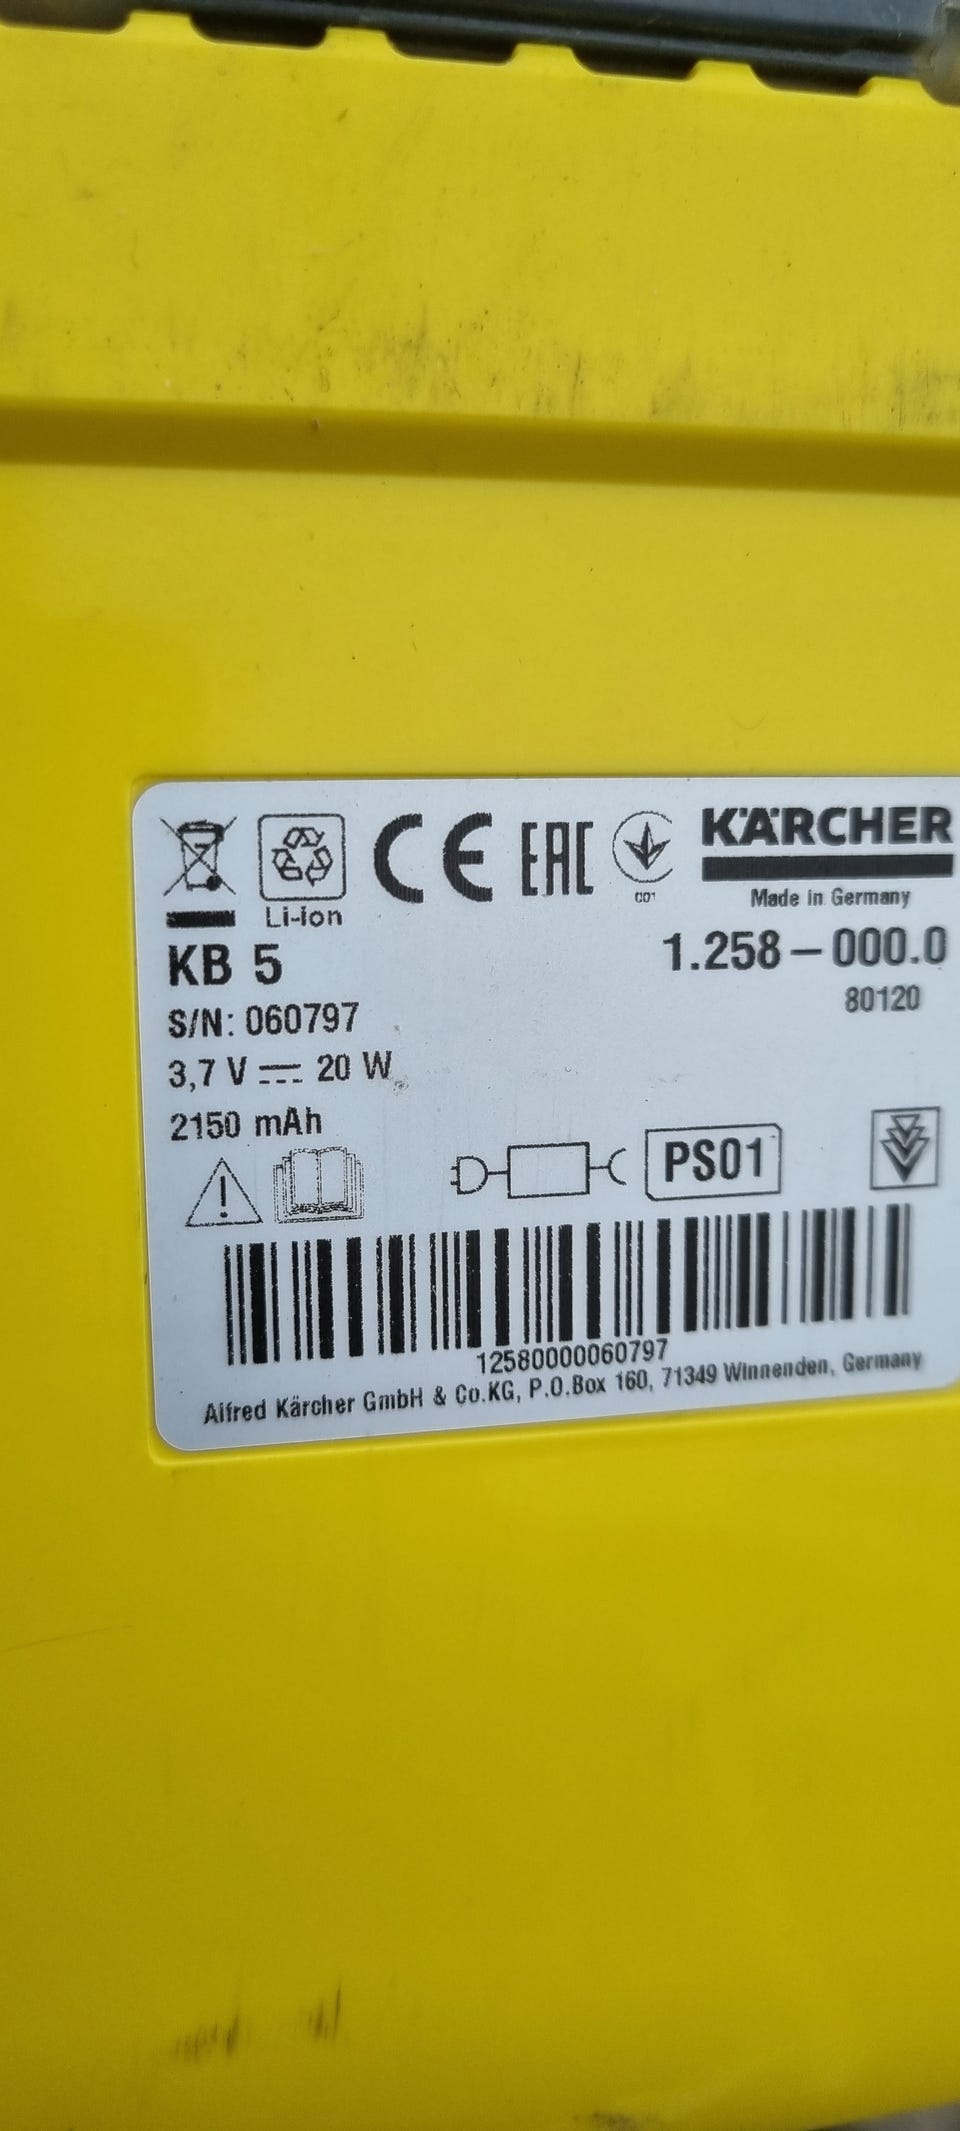 Li-Ion
CE EAC
001
KÄRCHER
Made in Germany
KB 5
1.258-000.0
80120
S/N: 060797
3,7 V ⎓ 20 W
2150 mAh
PS01
12580000060797
Alfred Kärcher GmbH & Co.KG, P.O.Box 160, 71349 Winnenden, Germany